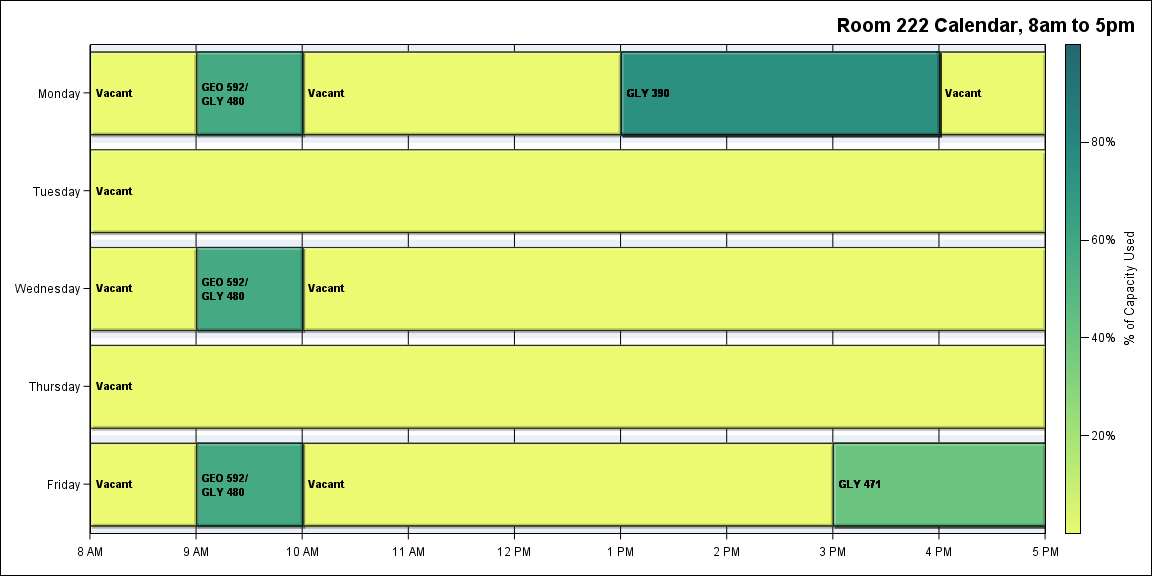 Room 222 Calendar, 8am to 5pm
Monday
Vacant
GEO 592/
GLY 480
Vacant
GLY 390
Vacant
Tuesday
Vacant
Wednesday
Vacant
GEO 592/
GLY 480
Vacant
Thursday
Vacant
Friday
Vacant
GEO 592/
GLY 480
Vacant
GLY 471
8 AM
9 AM
10 AM
11 AM
12 PM
1 PM
2 PM
3 PM
4 PM
5 PM
80%
60%
40%
20%
% of Capacity Used